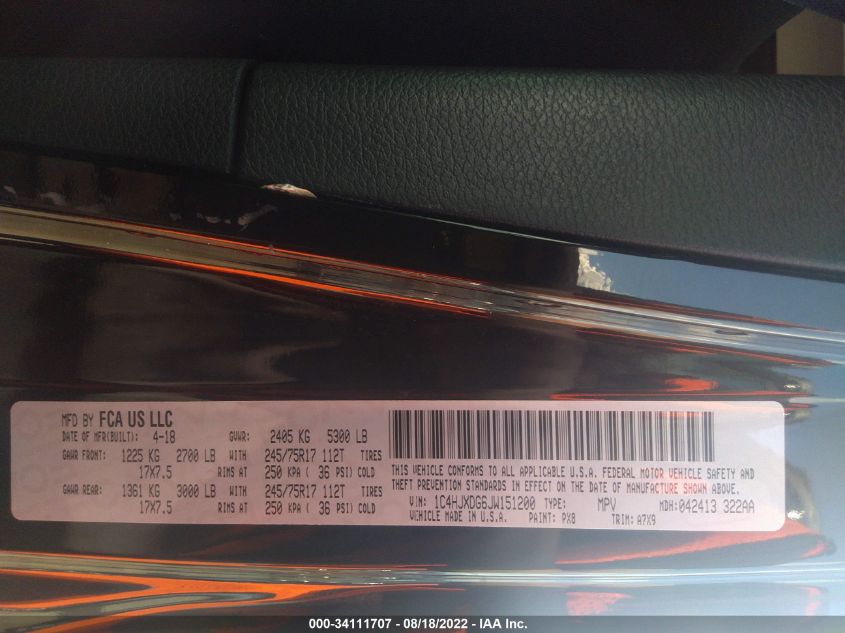 MFD BY FCA US LLC
DATE OF MFR(BUILT): 4-18 GVWR: 2405 KG 5300 LB
GAWR FRONT: 1225 KG 2700 LB WITH 245/75R17 112T TIRES
17X7.5 RIMS AT 250 KPA ( 36 PSI) COLD
GAWR REAR: 1361 KG 3000 LB WITH 245/75R17 112T TIRES
17X7.5 RIMS AT 250 KPA ( 36 PSI) COLD
THIS VEHICLE CONFORMS TO ALL APPLICABLE U.S.A. FEDERAL MOTOR VEHICLE SAFETY AND
THEFT PREVENTION STANDARDS IN EFFECT ON THE DATE OF MANUFACTURE SHOWN ABOVE.
VIN: 1C4HJXDG6JW151200 TYPE: MPV MDH: 042413 322AA
VEHICLE MADE IN U.S.A. PAINT: PX8 TRIM: A7X9
000-34111707 - 08/18/2022 - IAA Inc.